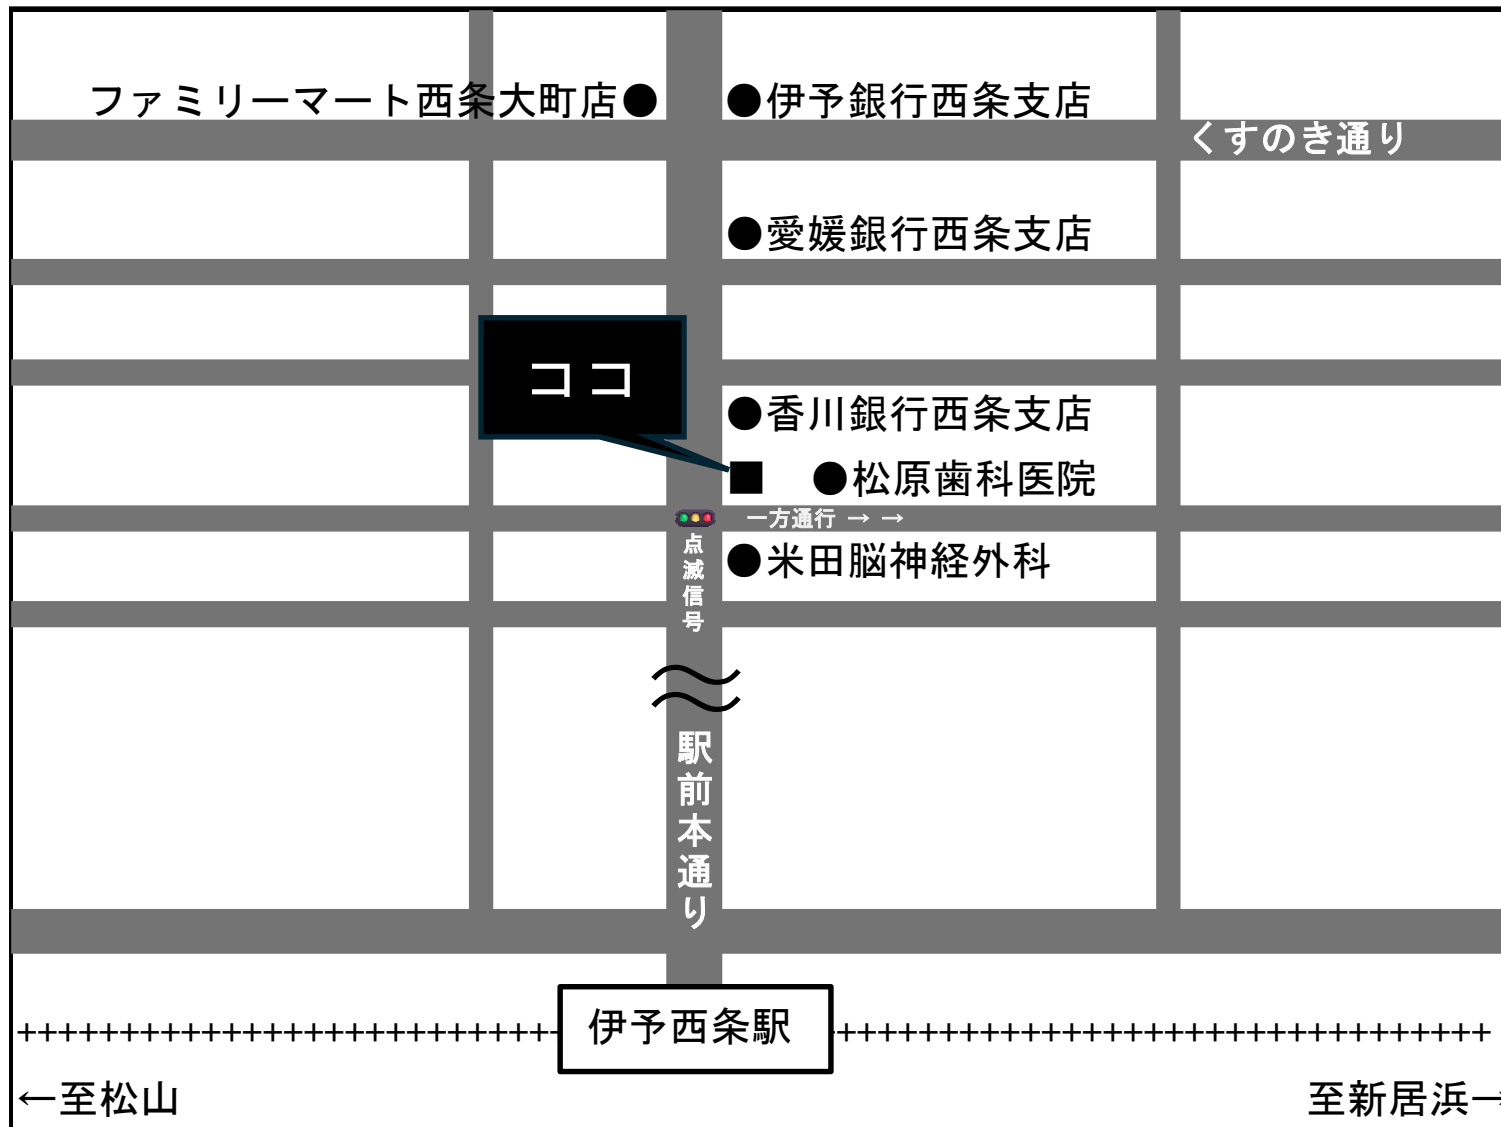 ファミリーマート西条大町店●
●伊予銀行西条支店
くすのき通り
●愛媛銀行西条支店
ココ
●香川銀行西条支店
■ ●松原歯科医院
一方通行 → →
点滅信号
●米田脳神経外科
駅前本通り
伊予西条駅
←至松山
至新居浜→